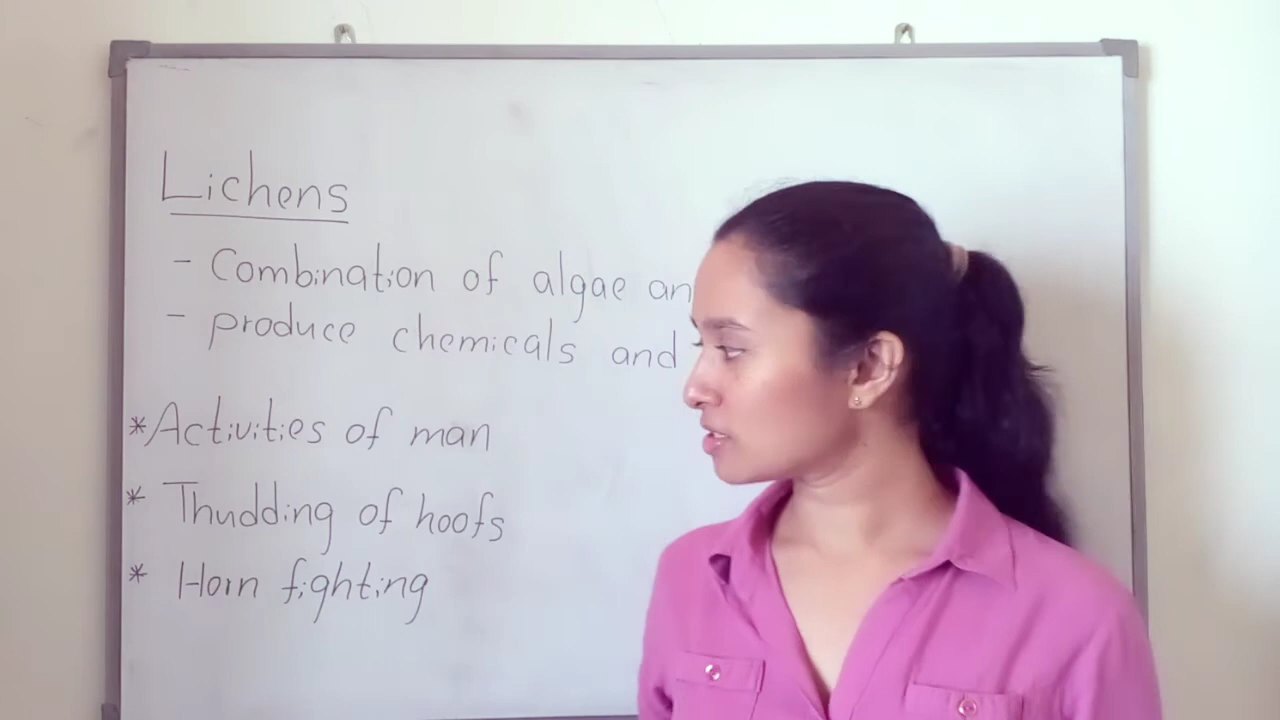 Lichens
- Combination of algae an
- produce chemicals and
*Activities of man
* Thudding of hoofs
* Horn fighting